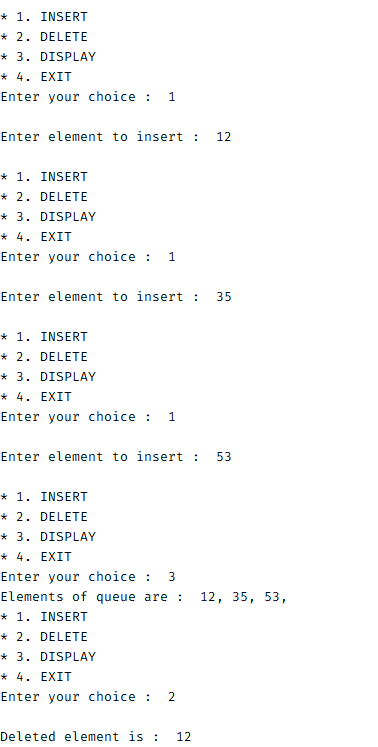 * 1. INSERT
* 2. DELETE
* 3. DISPLAY
* 4. EXIT
Enter your choice :  1
Enter element to insert :  12
* 1. INSERT
* 2. DELETE
* 3. DISPLAY
* 4. EXIT
Enter your choice :  1
Enter element to insert :  35
* 1. INSERT
* 2. DELETE
* 3. DISPLAY
* 4. EXIT
Enter your choice :  1
Enter element to insert :  53
* 1. INSERT
* 2. DELETE
* 3. DISPLAY
* 4. EXIT
Enter your choice :  3
Elements of queue are :  12, 35, 53,
* 1. INSERT
* 2. DELETE
* 3. DISPLAY
* 4. EXIT
Enter your choice :  2
Deleted element is :  12